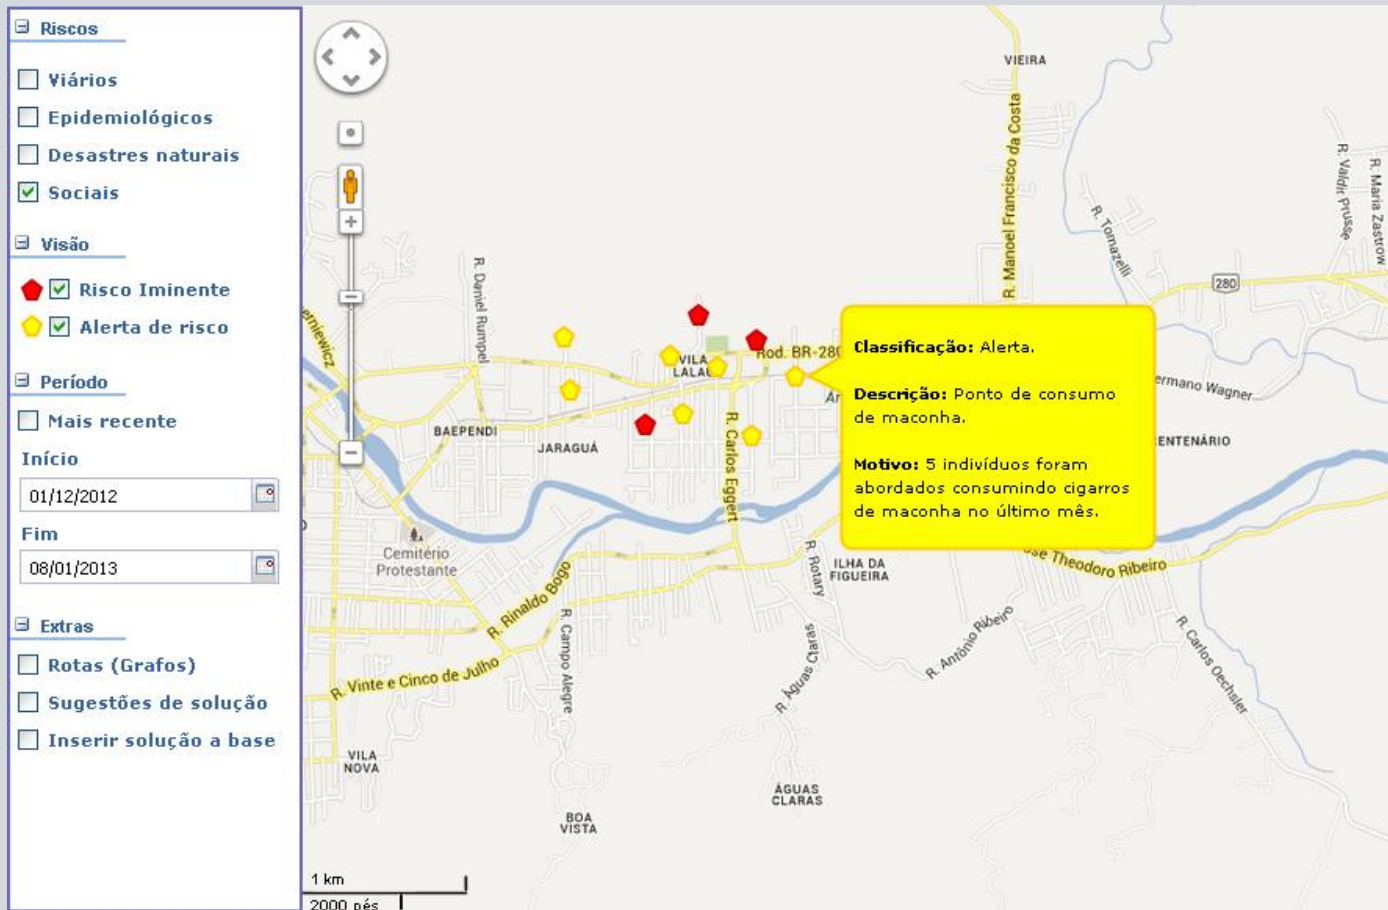 Riscos
Viários
Epidemiológicos
Desastres naturais
Sociais
Visão
Risco Iminente
Alerta de risco
Período
Mais recente
Início
01/12/2012
Fim
08/01/2013
Extras
Rotas (Grafos)
Sugestões de solução
Inserir solução a base
VIEIRA
R. Manoel Francisco da Costa
R. Tomazelli
R. Valdir Prusse
R. Maria Zastrow
280
R. Daniel Rumpel
VILA
Rod. BR-280
BAEPENDI
JARAGUÁ
R. Carlos Eggert
Classificação: Alerta.
Descrição: Ponto de consumo
de maconha.
Motivo: 5 indivíduos foram
abordados consumindo cigarros
de maconha no último mês.
Wagner
Cemitério
Protestante
ILHA DA
FIGUEIRA
R. Rotary
Theodoro Ribeiro
R. Rinaldo Bogo
R. Campo Alegre
R. Vinte e Cinco de Julho
R. Águas Claras
R. Antônio Ribeiro
R. Carlos Oechsler
VILA
NOVA
BOA
VISTA
ÁGUAS
CLARAS
1 km
2000 pés